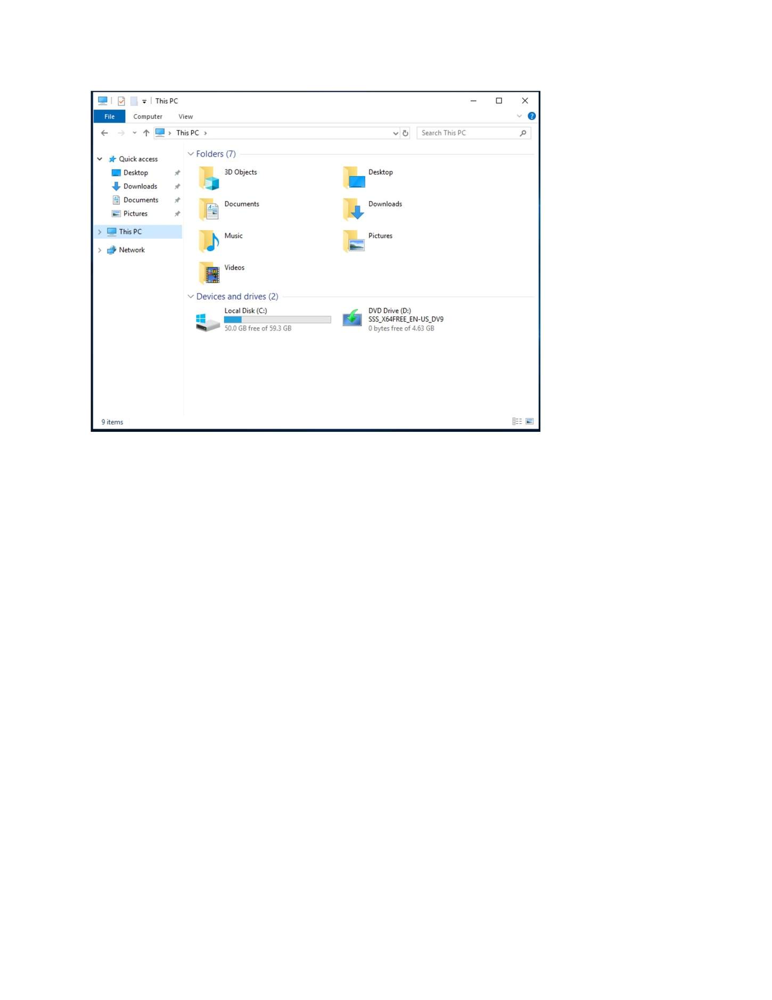 This PC
File Computer View
This PC
Search This PC
Quick access
Desktop
Downloads
Documents
Pictures
This PC
Network
Folders (7)
3D Objects
Desktop
Documents
Downloads
Music
Pictures
Videos
Devices and drives (2)
Local Disk (C:)
50.0 GB free of 59.3 GB
DVD Drive (D:)
SSS_X64FREE_EN-US_DV9
0 bytes free of 4.63 GB
9 items